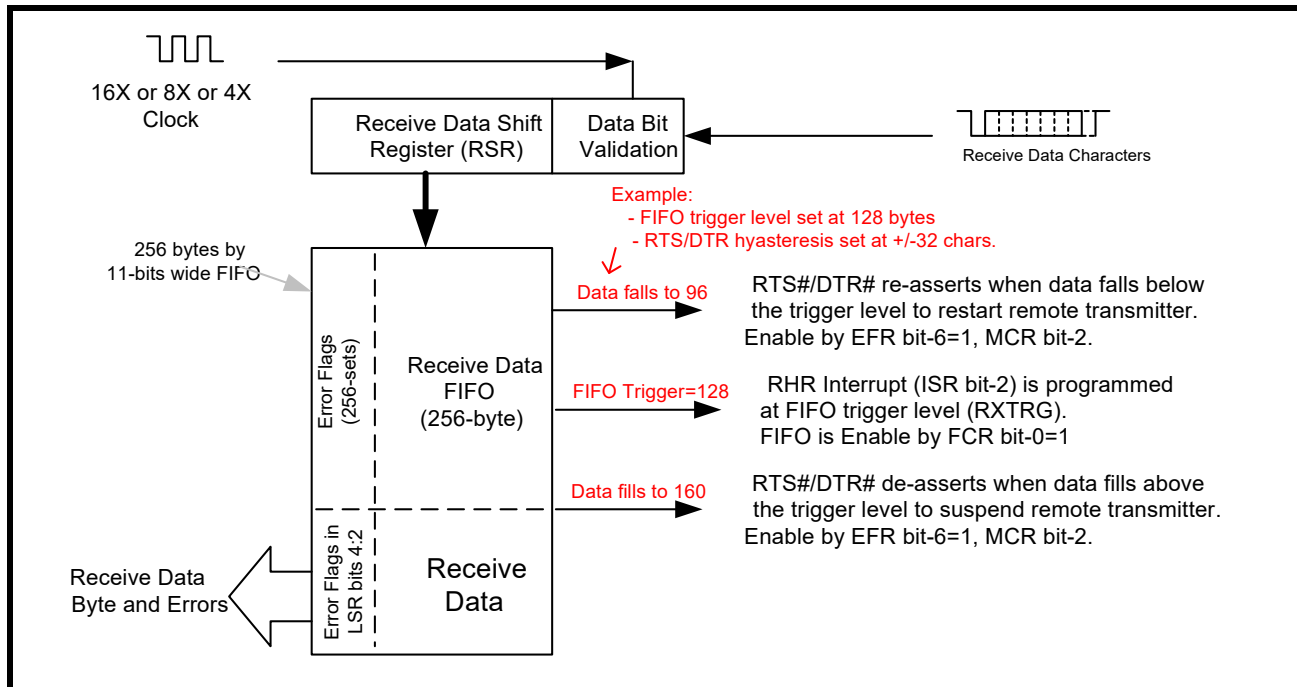 16X or 8X or 4X
Clock
Receive Data Shift
Register (RSR)
Data Bit
Validation
Receive Data Characters
Example:
- FIFO trigger level set at 128 bytes
- RTS/DTR hyasteresis set at +/-32 chars.
256 bytes by
11-bits wide FIFO
Error Flags
(256-sets)
Receive Data
FIFO
(256-byte)
Data falls to 96
RTS#/DTR# re-asserts when data falls below
the trigger level to restart remote transmitter.
Enable by EFR bit-6=1, MCR bit-2.
FIFO Trigger=128
RHR Interrupt (ISR bit-2) is programmed
at FIFO trigger level (RXTRG).
FIFO is Enable by FCR bit-0=1
Data fills to 160
RTS#/DTR# de-asserts when data fills above
the trigger level to suspend remote transmitter.
Enable by EFR bit-6=1, MCR bit-2.
Error Flags in
LSR bits 4:2
Receive
Data
Receive Data
Byte and Errors